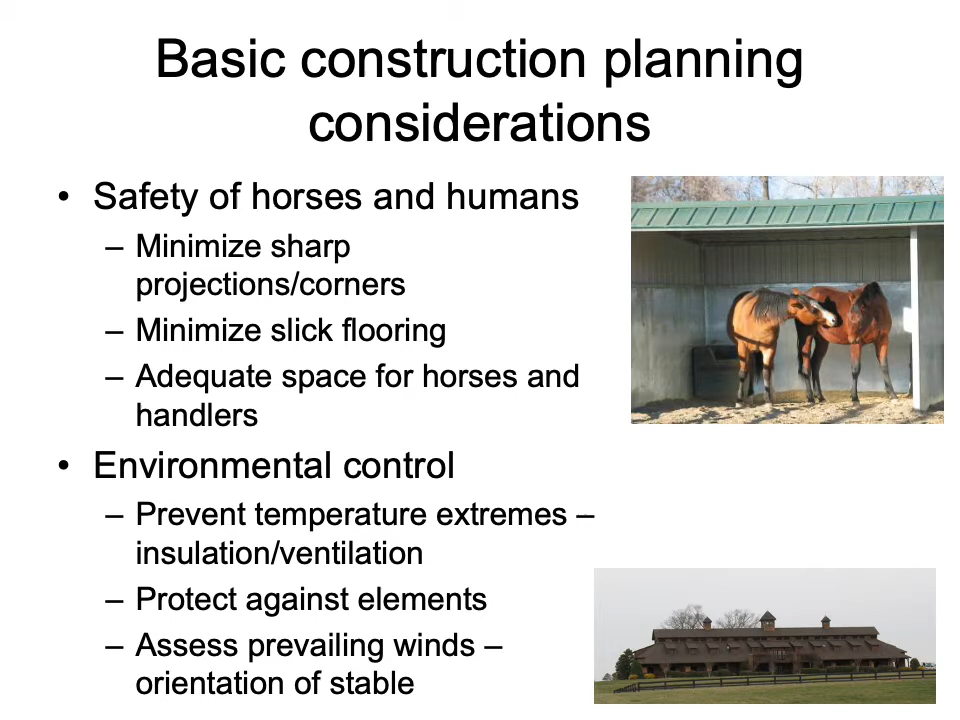 Basic construction planning
considerations
• Safety of horses and humans
– Minimize sharp
projections/corners
– Minimize slick flooring
– Adequate space for horses and
handlers
• Environmental control
– Prevent temperature extremes –
insulation/ventilation
– Protect against elements
– Assess prevailing winds –
orientation of stable